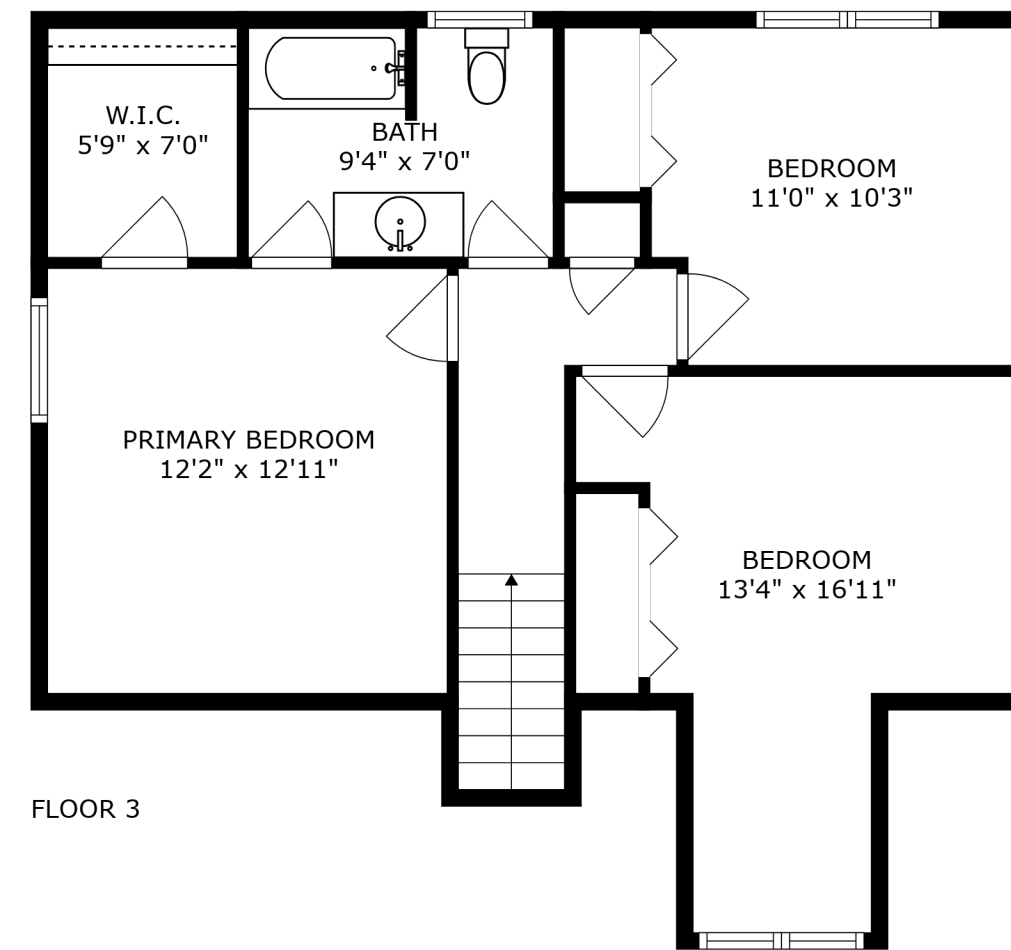 W.I.C.
5'9" x 7'0"
BATH
9'4" x 7'0"
BEDROOM
11'0" x 10'3"
PRIMARY BEDROOM
12'2" x 12'11"
BEDROOM
13'4" x 16'11"
FLOOR 3